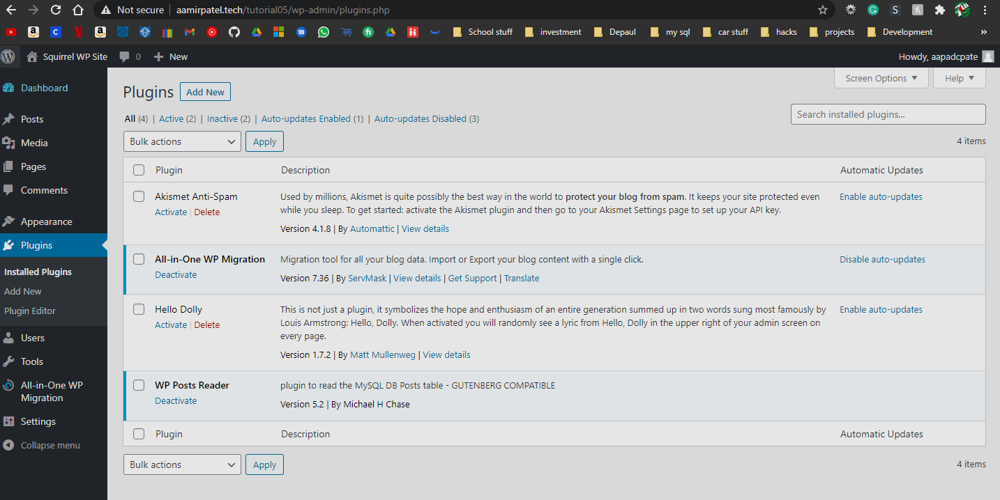 Not secure | aamirpatel.tech/tutorial05/wp-admin/plugins.php
School stuff investment Depaul my sql car stuff hacks projects Development »
Squirrel WP Site 0 + New Howdy, aapadcpate
Dashboard
Posts
Media
Pages
Comments
Appearance
Plugins
Installed Plugins
Add New
Plugin Editor
Users
Tools
All-in-One WP
Migration
Settings
Collapse menu
Screen Options ▼ Help ▼
Plugins Add New
All (4) | Active (2) | Inactive (2) | Auto-updates Enabled (1) | Auto-updates Disabled (3)
Search installed plugins...
Bulk actions Apply 4 items
Plugin Description Automatic Updates
Akismet Anti-Spam
Activate | Delete
Used by millions, Akismet is quite possibly the best way in the world to protect your blog from spam. It keeps your site protected even
while you sleep. To get started: activate the Akismet plugin and then go to your Akismet Settings page to set up your API key.
Version 4.1.8 | By Automattic | View details
Enable auto-updates
All-in-One WP Migration
Deactivate
Migration tool for all your blog data. Import or Export your blog content with a single click.
Version 7.36 | By ServMask | View details | Get Support | Translate
Disable auto-updates
Hello Dolly
Activate | Delete
This is not just a plugin, it symbolizes the hope and enthusiasm of an entire generation summed up in two words sung most famously by
Louis Armstrong: Hello, Dolly. When activated you will randomly see a lyric from Hello, Dolly in the upper right of your admin screen on
every page.
Version 1.7.2 | By Matt Mullenweg | View details
Enable auto-updates
WP Posts Reader
Deactivate
plugin to read the MySQL DB Posts table - GUTENBERG COMPATIBLE
Version 5.2 | By Michael H Chase
Plugin Description Automatic Updates
Bulk actions Apply 4 items